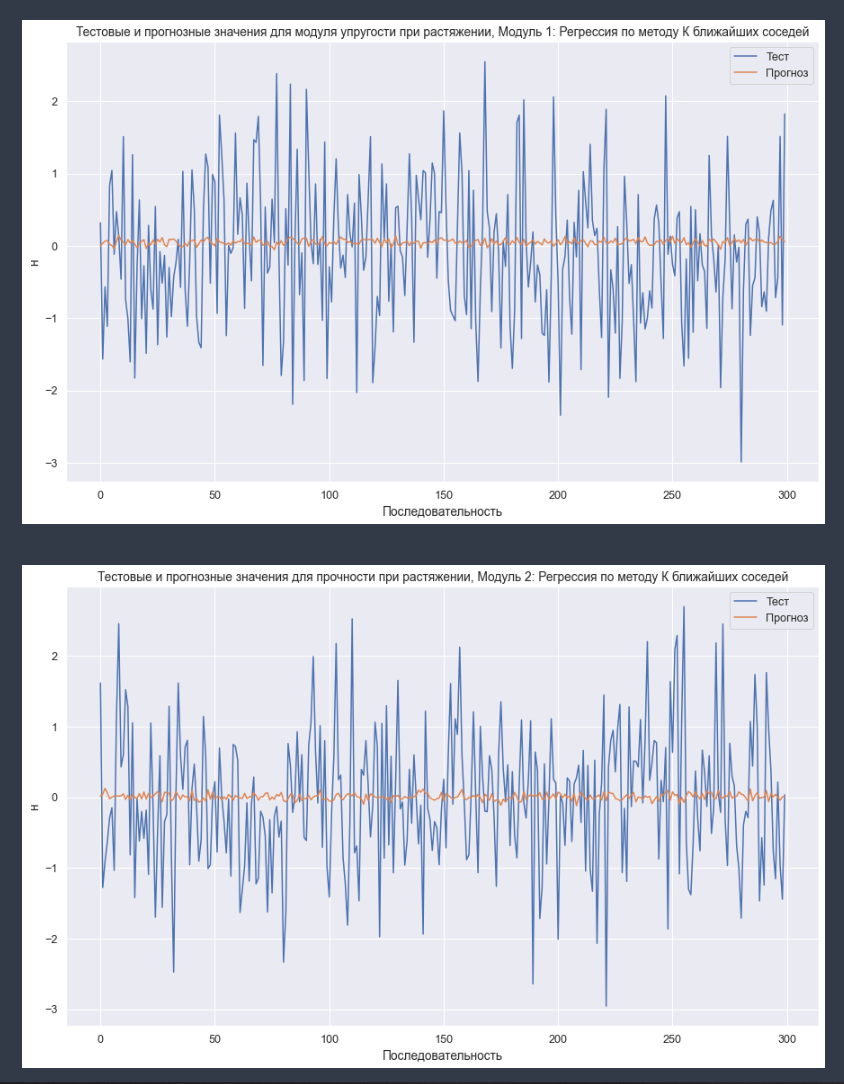 Тестовые и прогнозные значения для модуля упругости при растяжении, Модуль 1: Регрессия по методу К ближайших соседей
Тест
Прогноз
2
1
0
−1
−2
−3
н
0 50 100 150 200 250 300
Последовательность
Тестовые и прогнозные значения для прочности при растяжении, Модуль 2: Регрессия по методу К ближайших соседей
Тест
Прогноз
2
1
0
−1
−2
−3
н
0 50 100 150 200 250 300
Последовательность